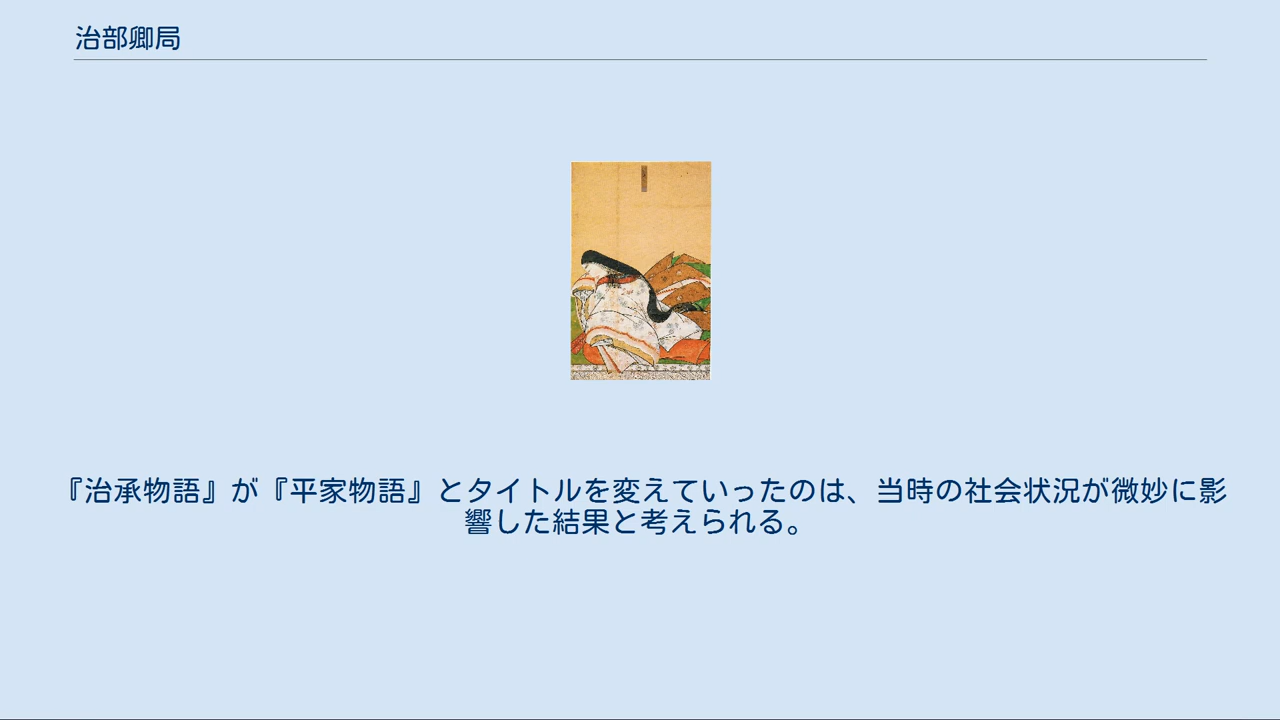 治部卿局
『治承物語』が『平家物語』とタイトルを変えていったのは、当時の社会状況が微妙に影
響した結果と考えられる。